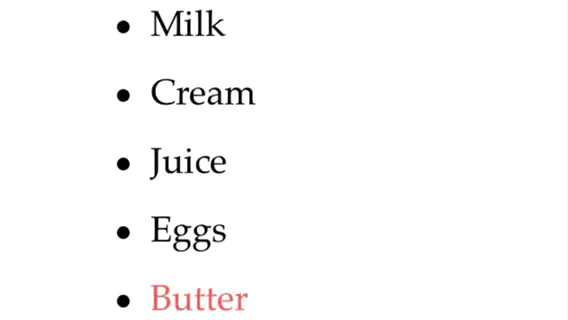 • Milk
• Cream
• Juice
• Eggs
• Butter